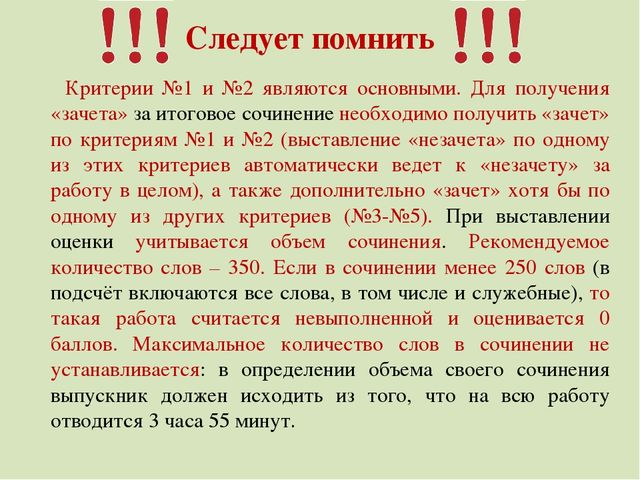 !!! Следует помнить !!!
Критерии №1 и №2 являются основными. Для получения
«зачета» за итоговое сочинение необходимо получить «зачет»
по критериям №1 и №2 (выставление «незачета» по одному
из этих критериев автоматически ведет к «незачету» за
работу в целом), а также дополнительно «зачет» хотя бы по
одному из других критериев (№3-№5). При выставлении
оценки учитывается объем сочинения. Рекомендуемое
количество слов – 350. Если в сочинении менее 250 слов (в
подсчёт включаются все слова, в том числе и служебные), то
такая работа считается невыполненной и оценивается 0
баллов. Максимальное количество слов в сочинении не
устанавливается: в определении объема своего сочинения
выпускник должен исходить из того, что на всю работу
отводится 3 часа 55 минут.